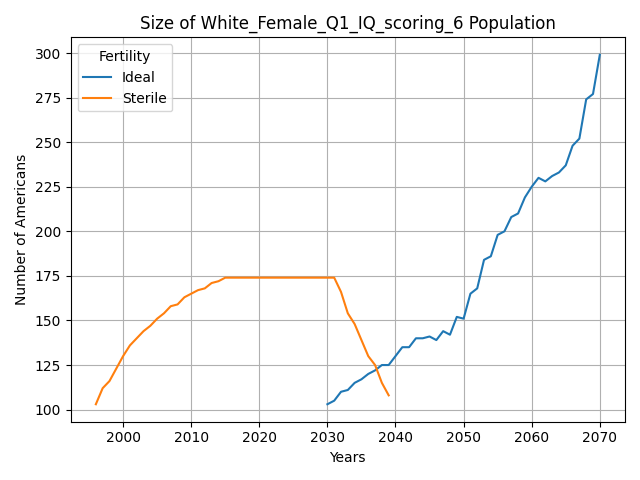 Size of White_Female_Q1_IQ_scoring_6 Population
Number of Americans
300
275
250
225
200
175
150
125
100
Fertility
Ideal
Sterile
2000 2010 2020 2030 2040 2050 2060 2070
Years